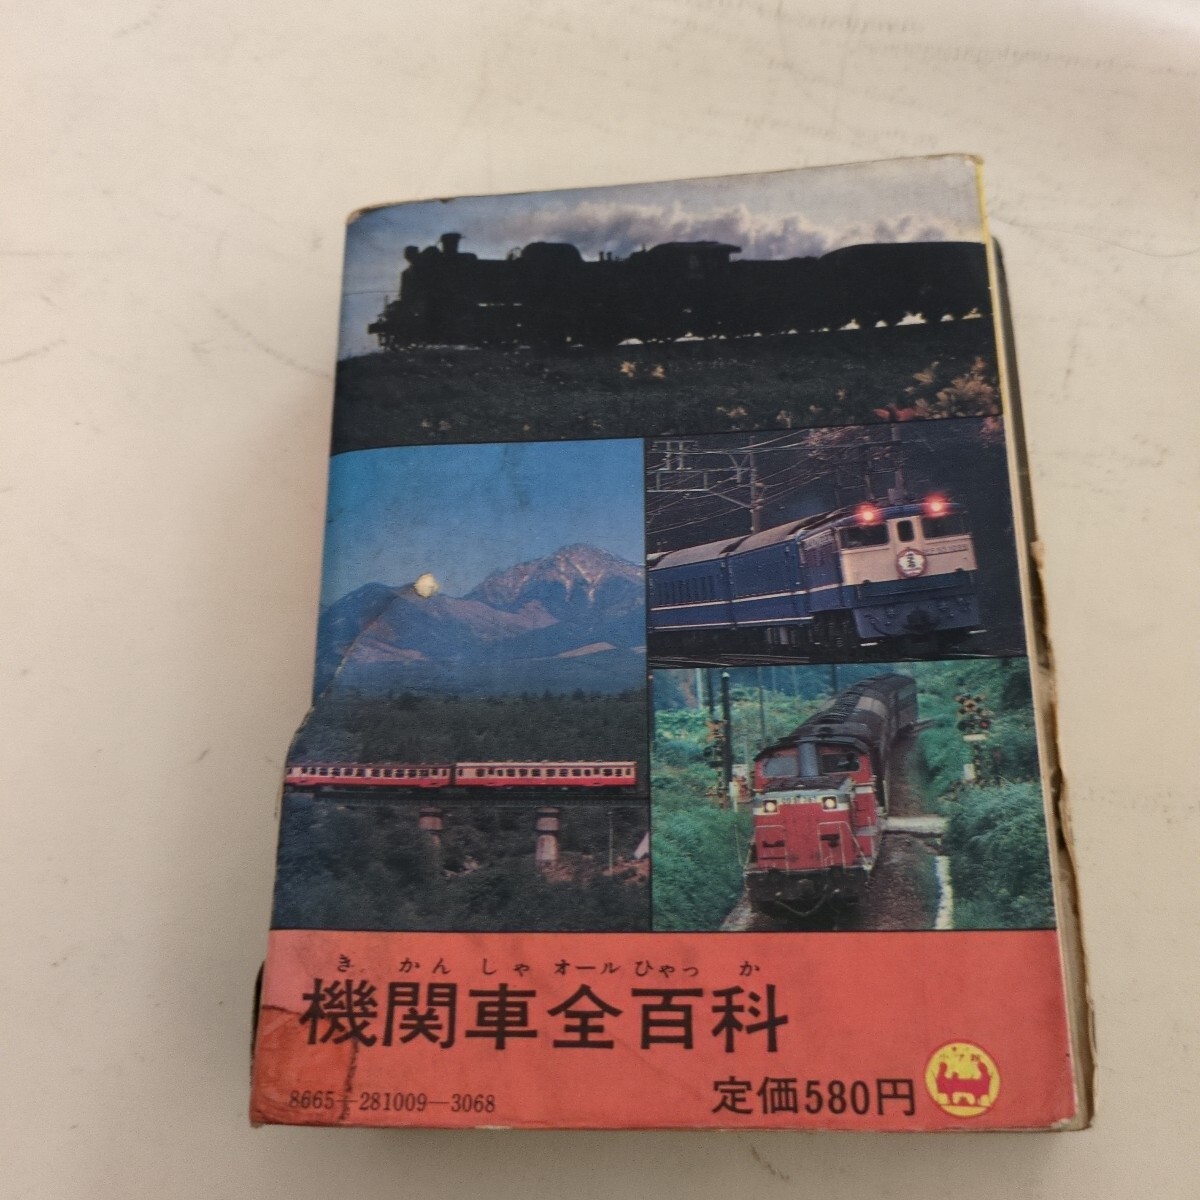 き かん しゃ オール ひゃっ か
機関車全百科
8665—281009—3068
定価580円